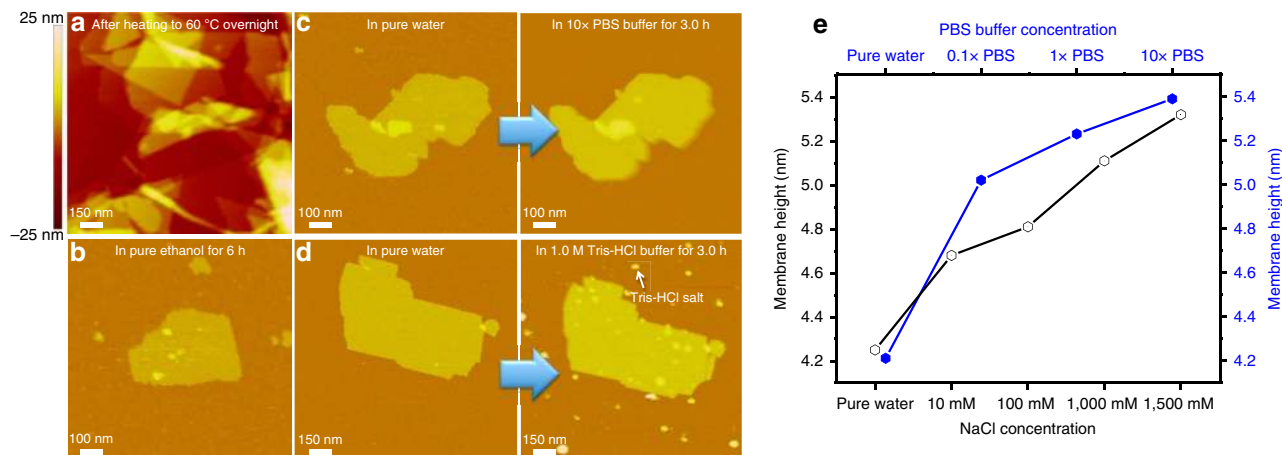 25 nm
−25 nm
a
After heating to 60 °C overnight
150 nm
b
In pure ethanol for 6 h
100 nm
c
In pure water
100 nm
In 10× PBS buffer for 3.0 h
100 nm
d
In pure water
150 nm
In 1.0 M Tris-HCl buffer for 3.0 h
Tris-HCl salt
150 nm
e
PBS buffer concentration
Pure water 0.1× PBS 1× PBS 10× PBS
Membrane height (nm)
5.4
5.2
5.0
4.8
4.6
4.4
4.2
5.4
5.2
5.0
4.8
4.6
4.4
4.2
Membrane height (nm)
Pure water 10 mM 100 mM 1,000 mM 1,500 mM
NaCl concentration